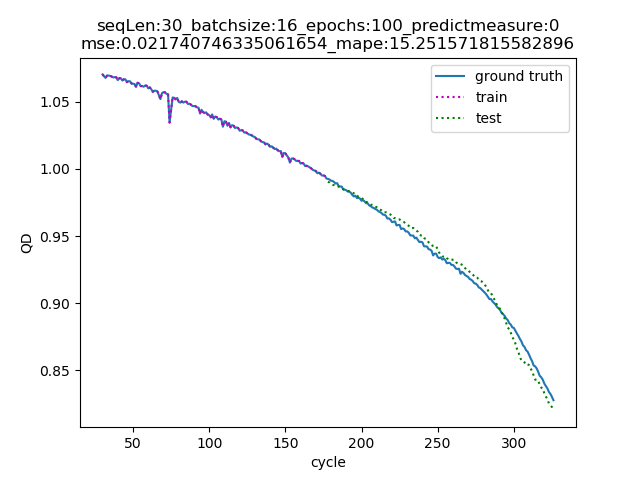 seqLen:30_batchsize:16_epochs:100_predictmeasure:0
mse:0.021740746335061654_mape:15.251571815582896
ground truth
train
test
1.05
1.00
0.95
0.90
0.85
QD
50 100 150 200 250 300
cycle